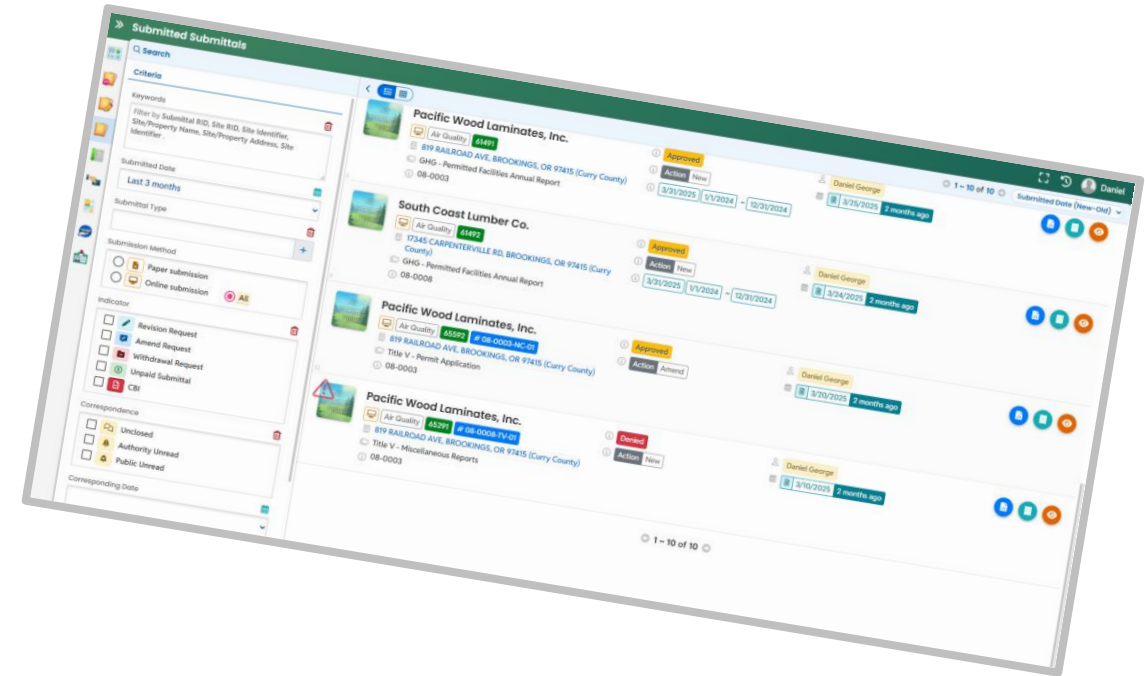 Submitted Submittals
Daniel
Search
1 - 10 of 10
Submitted Date (New-Old)
Criteria
Keywords
Filter by Submittal RID, Site RID, Site Identifier,
Site/Property Name, Site/Property Address, Site
Identifier .
Submitted Date
Last 3 months
Submittal Type
Submission Method
Paper submission
Online submission
All
Indicator
Revision Request
Amend Request
Withdrawal Request
Unpaid Submittal
CBI
Correspondence
Unclosed
Authority Unread
Public Unread
Corresponding Date
Pacific Wood Laminates, Inc.
Air Quality 61491
819 RAILROAD AVE, BROOKINGS, OR 97415 (Curry County)
GHG - Permitted Facilities Annual Report
08-0003
Approved
Action New
3/31/2025 1/1/2024 ~ 12/31/2024
Daniel George
3/25/2025 2 months ago
South Coast Lumber Co.
Air Quality 61492
17345 CARPENTERVILLE RD, BROOKINGS, OR 97415 (Curry
County)
GHG - Permitted Facilities Annual Report
08-0008
Approved
Action New
3/31/2025 1/1/2024 ~ 12/31/2024
Daniel George
3/24/2025 2 months ago
Pacific Wood Laminates, Inc.
Air Quality 65592 # 08-0003-NC-01
819 RAILROAD AVE, BROOKINGS, OR 97415 (Curry County)
Title V - Permit Application
08-0003
Approved
Action Amend
Daniel George
3/20/2025 2 months ago
Pacific Wood Laminates, Inc.
Air Quality 65291 # 08-0008-TV-01
819 RAILROAD AVE, BROOKINGS, OR 97415 (Curry County)
Title V - Miscellaneous Reports
08-0003
Denied
Action New
Daniel George
3/10/2025 2 months ago
1 - 10 of 10